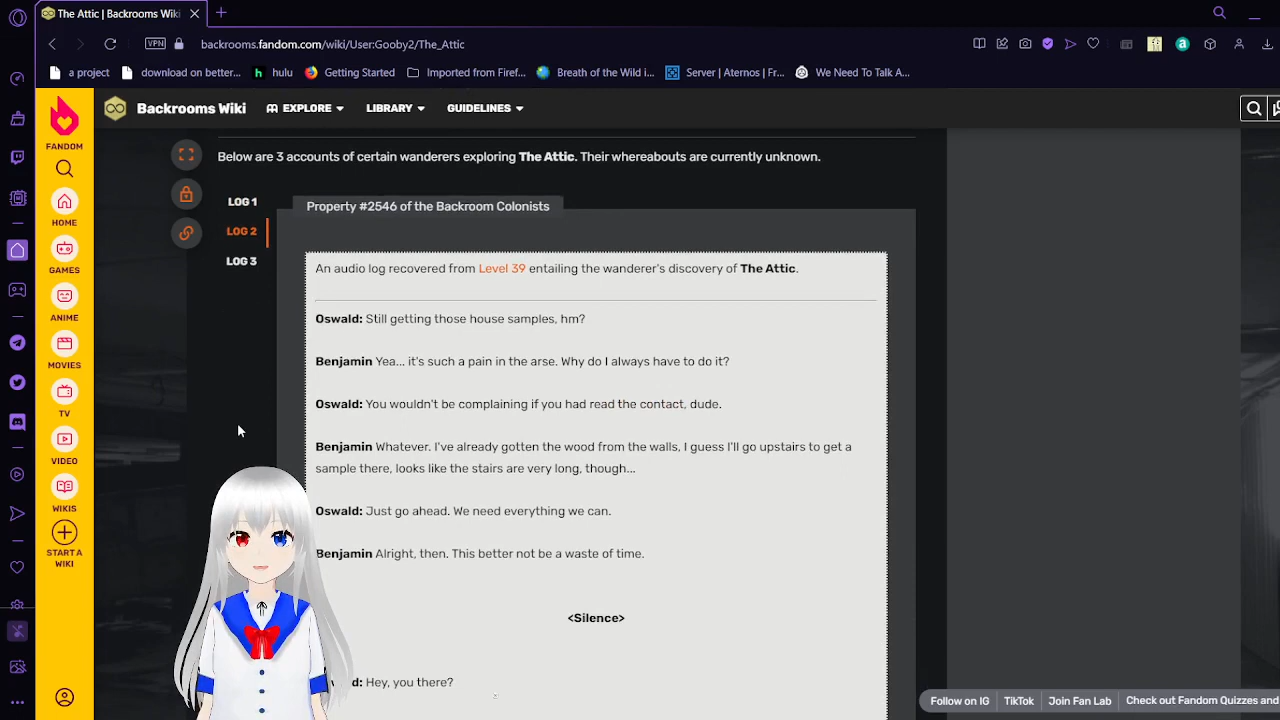 The Attic | Backrooms Wiki
VPN
backrooms.fandom.com/wiki/User:Gooby2/The_Attic
a project
download on better...
hulu
Getting Started
Imported from Firef...
Breath of the Wild i...
Server | Aternos | Fr...
We Need To Talk A...
Backrooms Wiki
EXPLORE
LIBRARY
GUIDELINES
FANDOM
HOME
GAMES
ANIME
MOVIES
TV
VIDEO
WIKIS
START A
WIKI
Below are 3 accounts of certain wanderers exploring The Attic. Their whereabouts are currently unknown.
LOG 1
LOG 2
LOG 3
Property #2546 of the Backroom Colonists
An audio log recovered from Level 39 entailing the wanderer's discovery of The Attic.
Oswald: Still getting those house samples, hm?
Benjamin Yea... it's such a pain in the arse. Why do I always have to do it?
Oswald: You wouldn't be complaining if you had read the contact, dude.
Benjamin Whatever. I've already gotten the wood from the walls, I guess I'll go upstairs to get a
sample there, looks like the stairs are very long, though...
Oswald: Just go ahead. We need everything we can.
Benjamin Alright, then. This better not be a waste of time.
<Silence>
d: Hey, you there?
Follow on IG
TikTok
Join Fan Lab
Check out Fandom Quizzes and